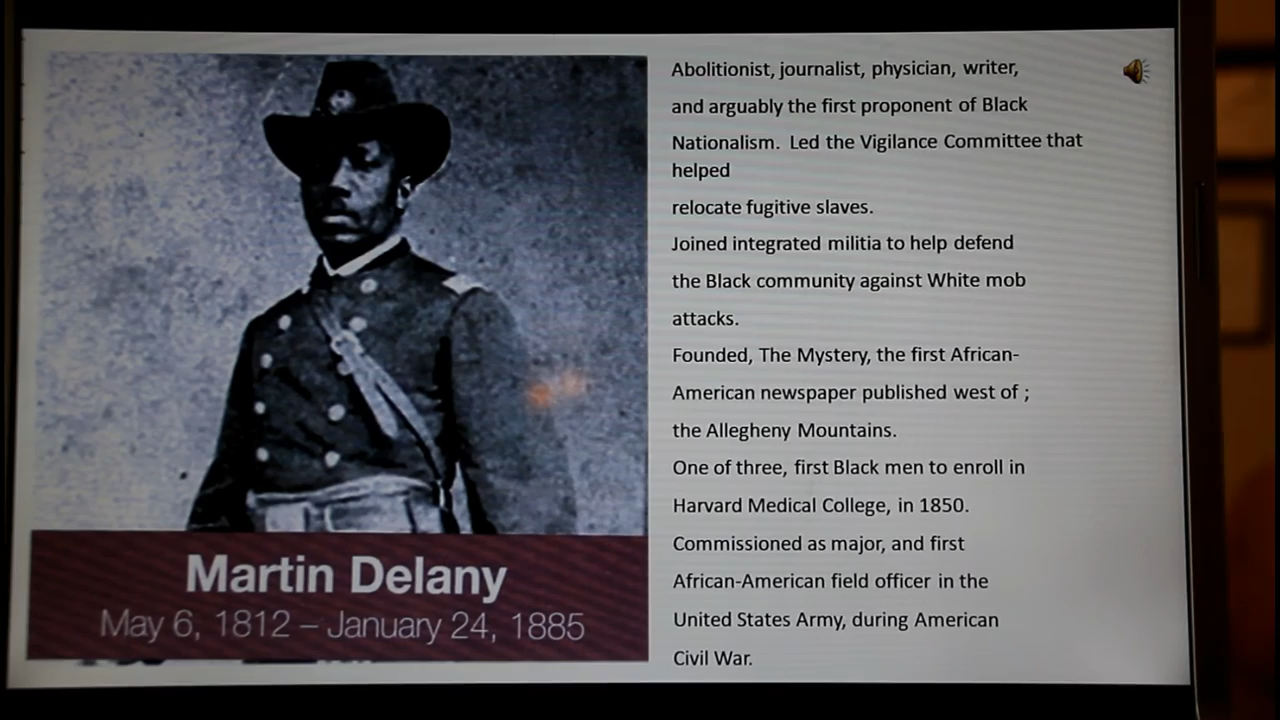 Martin Delany
May 6, 1812 – January 24, 1885
Abolitionist, journalist, physician, writer,
and arguably the first proponent of Black
Nationalism. Led the Vigilance Committee that
helped
relocate fugitive slaves.
Joined integrated militia to help defend
the Black community against White mob
attacks.
Founded, The Mystery, the first African-
American newspaper published west of ;
the Allegheny Mountains.
One of three, first Black men to enroll in
Harvard Medical College, in 1850.
Commissioned as major, and first
African-American field officer in the
United States Army, during American
Civil War.